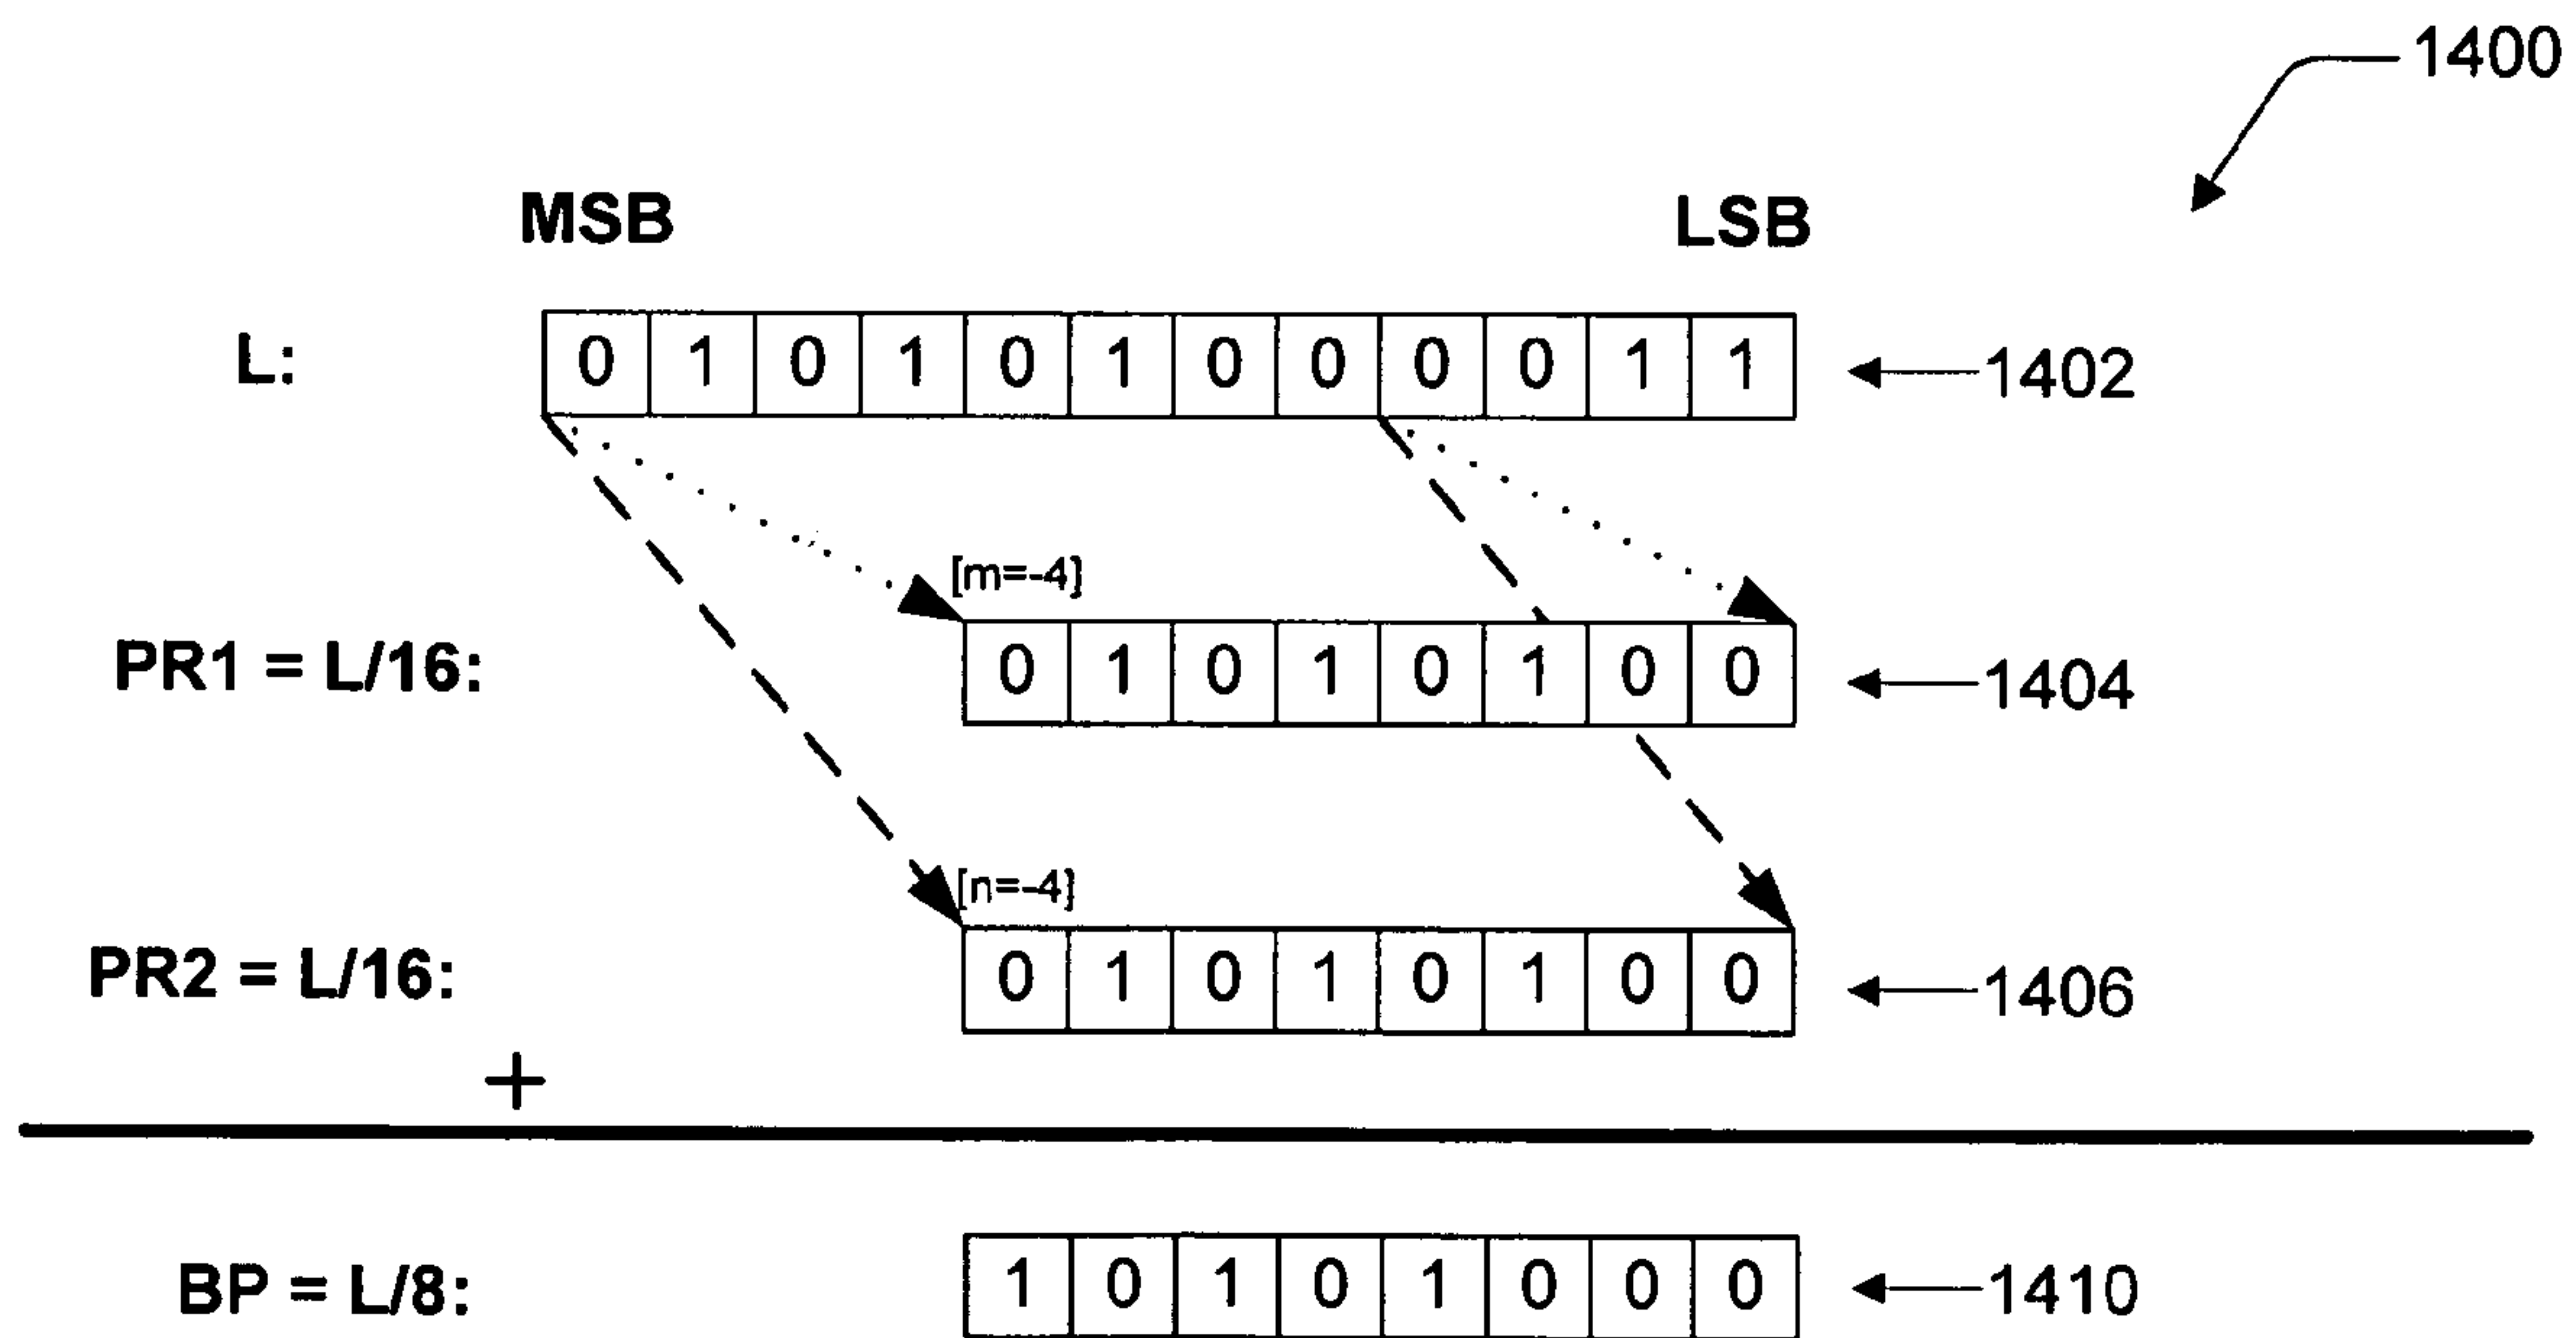 1400
MSB LSB
L: 0 1 0 1 0 1 0 0 0 0 1 1 1402
[m=-4]
PR1 = L/16: 0 1 0 1 0 1 0 0 1404
[n=-4]
PR2 = L/16: 0 1 0 1 0 1 0 0 1406
+
BP = L/8: 1 0 1 0 1 0 0 0 1410